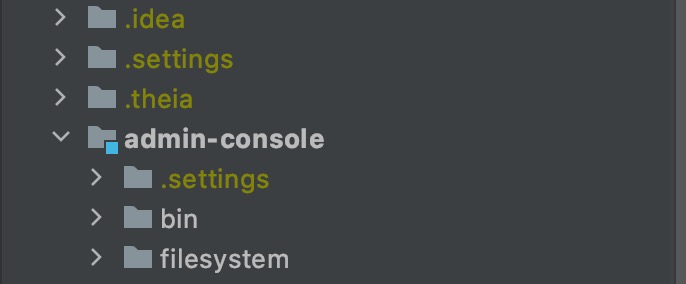 .idea
.settings
.theia
admin-console
.settings
bin
filesystem